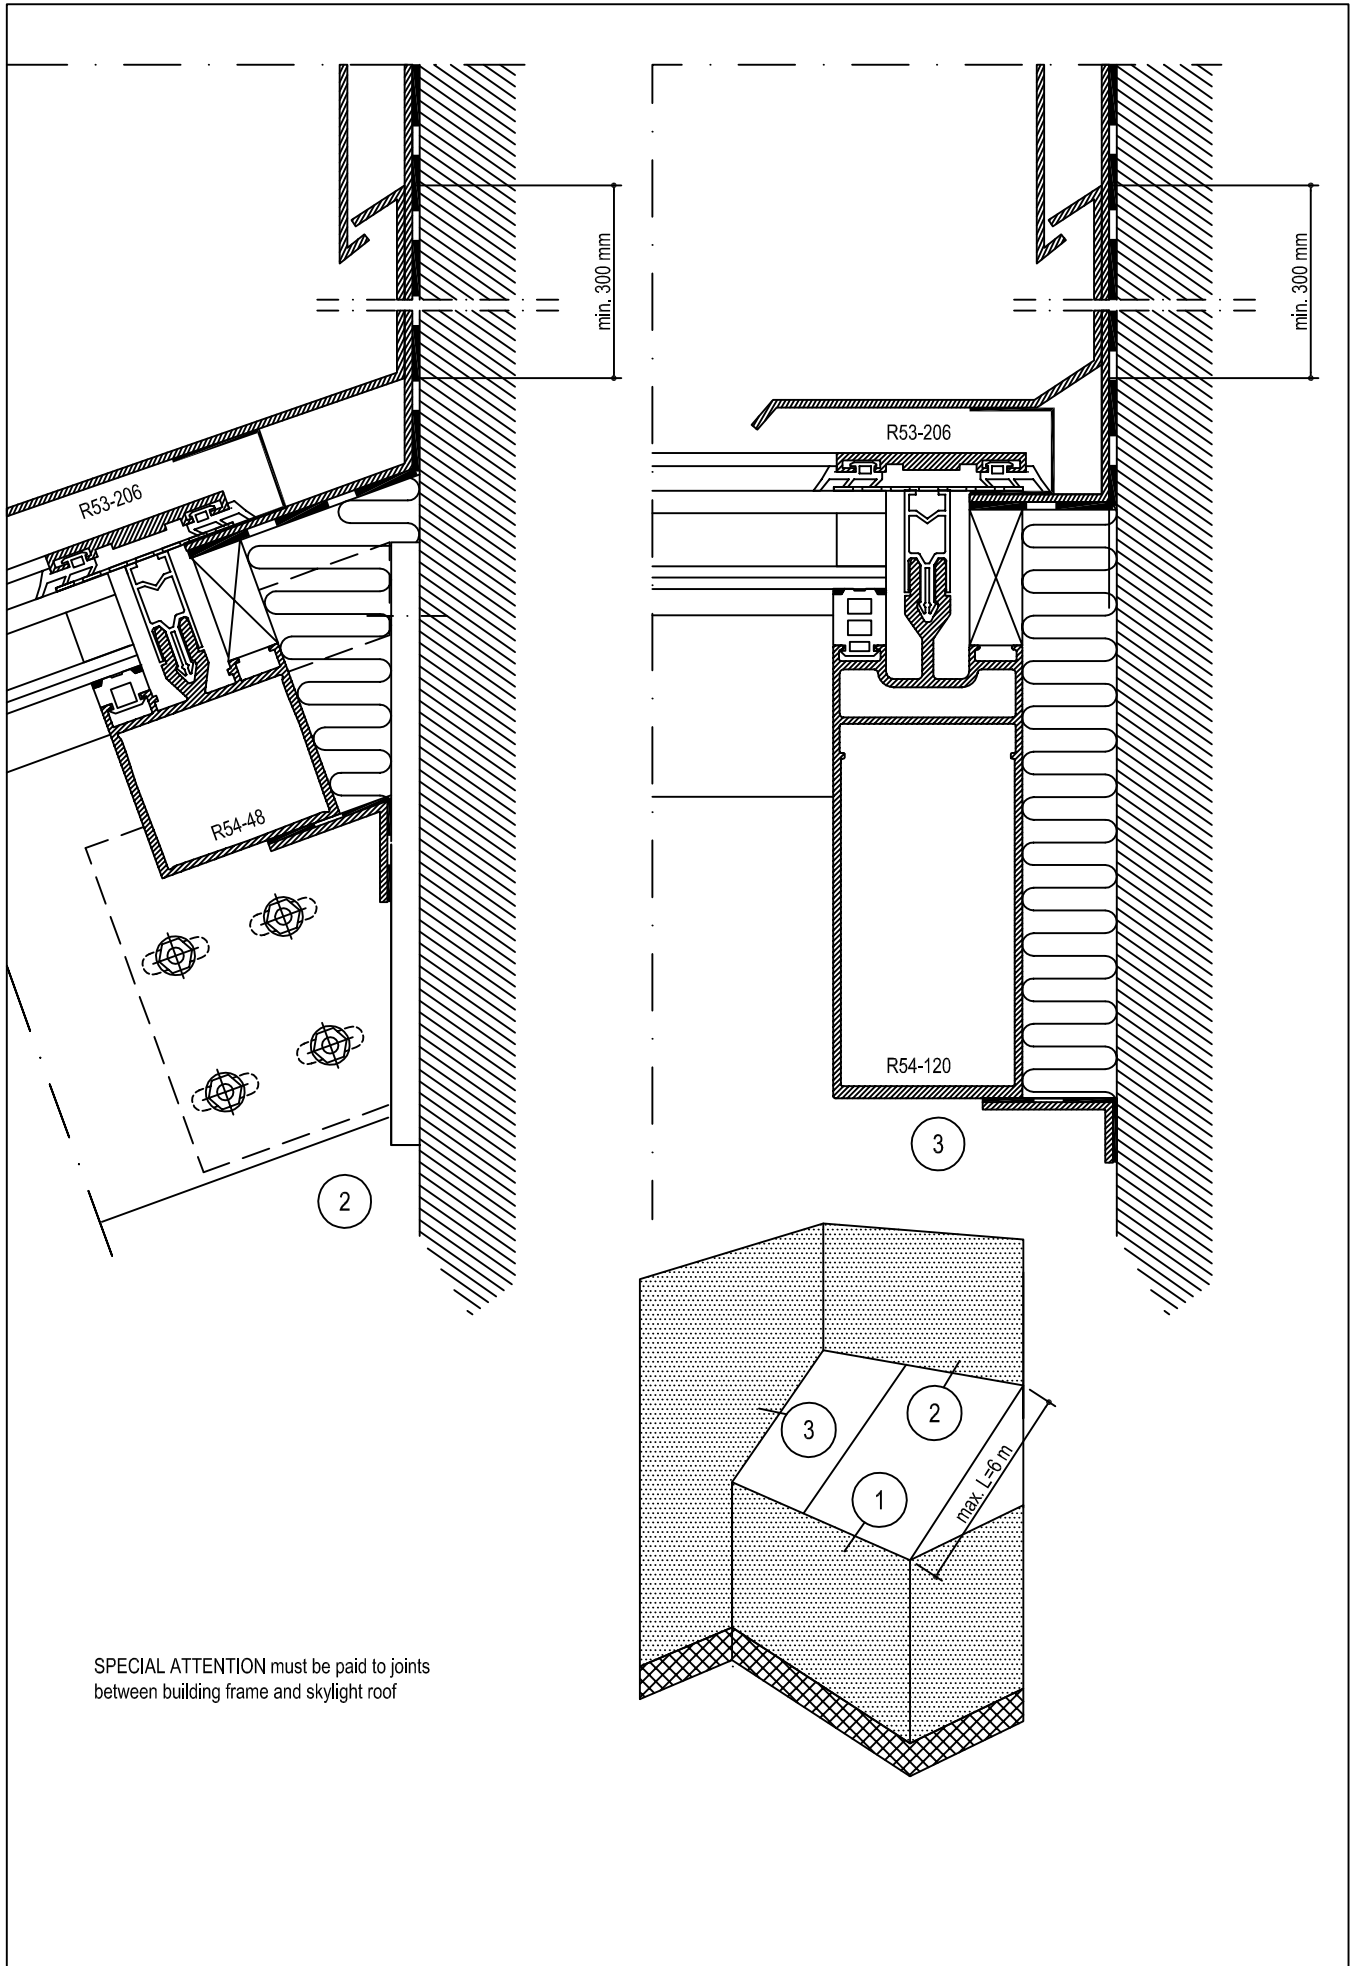 min. 300 mm
min. 300 mm
R53-206
R53-206
R54-48
R54-120
3
2
3
2
1
max. L=6 m
SPECIAL ATTENTION must be paid to joints
between building frame and skylight roof